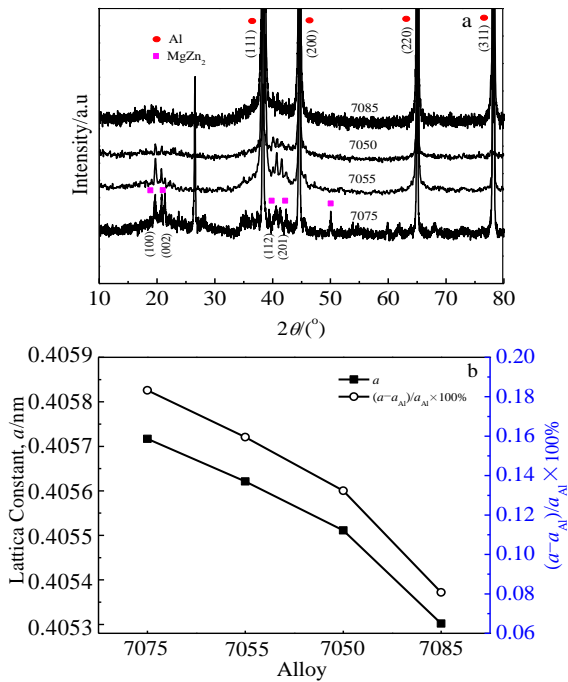 a
Al
MgZn2
(111)
(200)
(220)
(311)
7085
7050
7055
7075
(100)
(002)
(112)
(201)
Intensity/a.u
10 20 30 40 50 60 70 80
2θ/(°)
b
a
(a−aAl)/aAl×100%
0.4059
0.4058
0.4057
0.4056
0.4055
0.4054
0.4053
Lattica Constant, a/nm
0.20
0.18
0.16
0.14
0.12
0.10
0.08
0.06
(a−aAl)/aAl×100%
7075 7055 7050 7085
Alloy